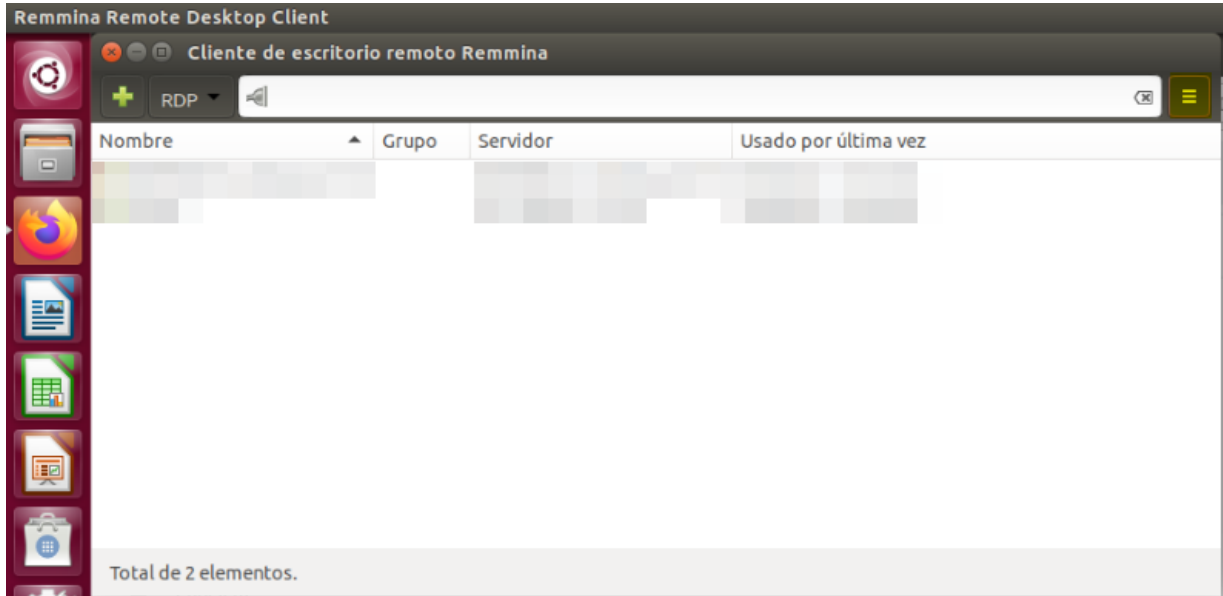 Remmina Remote Desktop Client
Cliente de escritorio remoto Remmina
RDP
Nombre Grupo Servidor Usado por última vez
Total de 2 elementos.